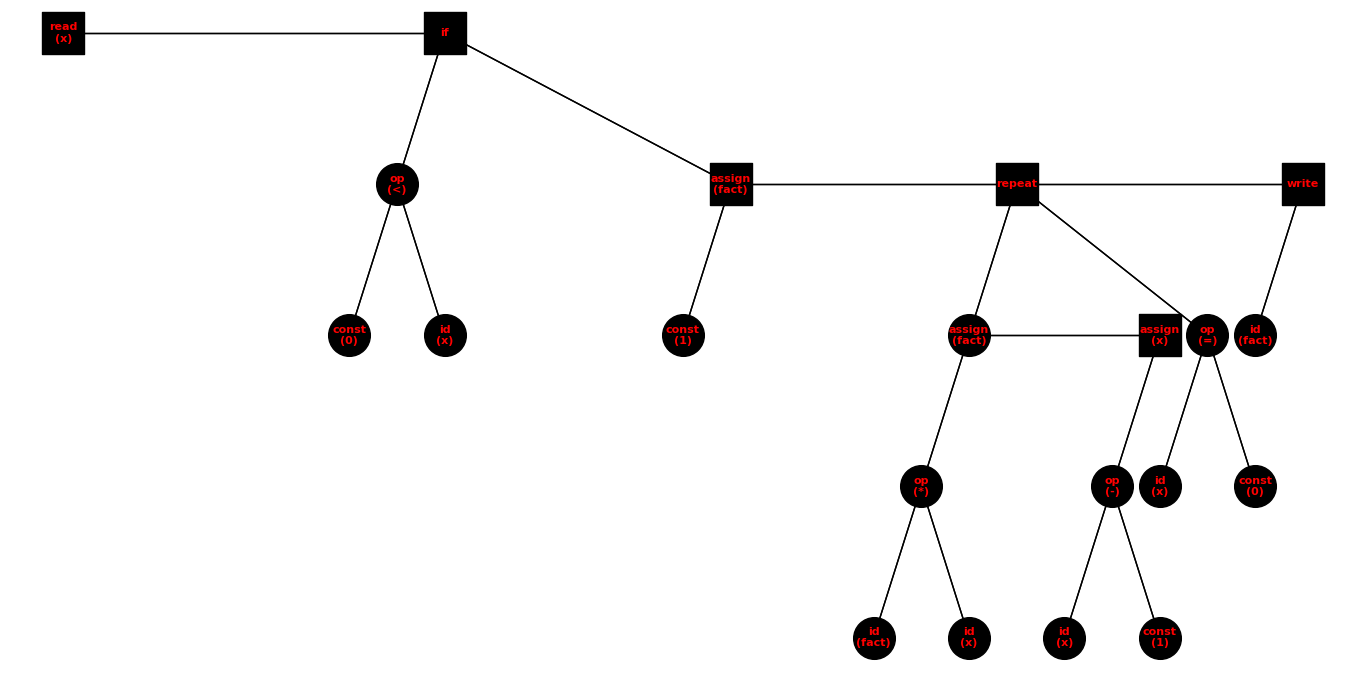 read
(x)
if
op
(<)
assign
(fact)
repeat
write
const
(0)
id
(x)
const
(1)
assign
(fact)
assign
(x)
op
(=)
id
(fact)
op
(*)
op
(-)
id
(x)
const
(0)
id
(fact)
id
(x)
id
(x)
const
(1)